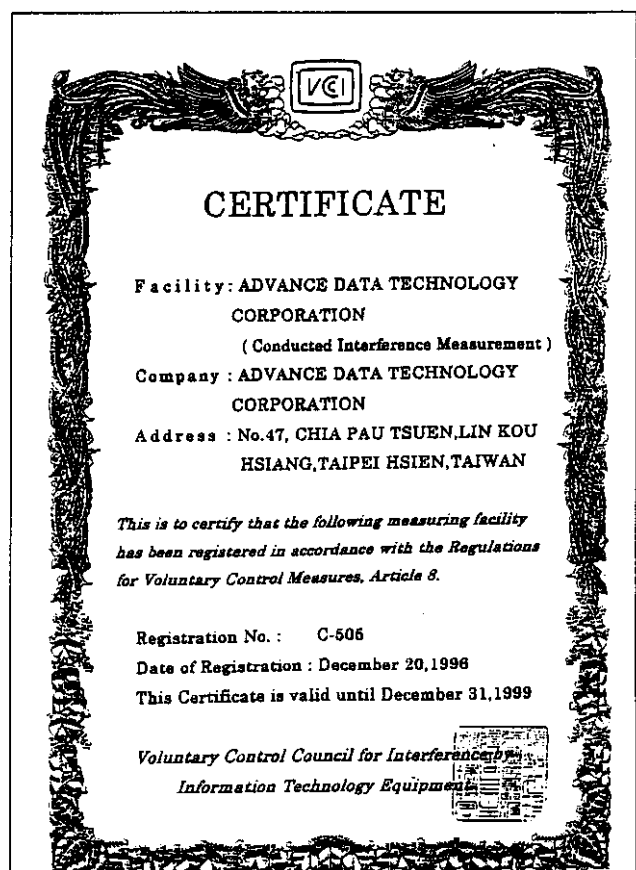 VCI
CERTIFICATE
Facility: ADVANCE DATA TECHNOLOGY
CORPORATION
( Conducted Interference Measurement )
Company : ADVANCE DATA TECHNOLOGY
CORPORATION
Address : No.47, CHIA PAU TSUEN,LIN KOU
HSIANG,TAIPEI HSIEN,TAIWAN
This is to certify that the following measuring facility
has been registered in accordance with the Regulations
for Voluntary Control Measures, Article 8.
Registration No. : C-506
Date of Registration : December 20,1996
This Certificate is valid until December 31,1999
Voluntary Control Council for Interference by
Information Technology Equipment